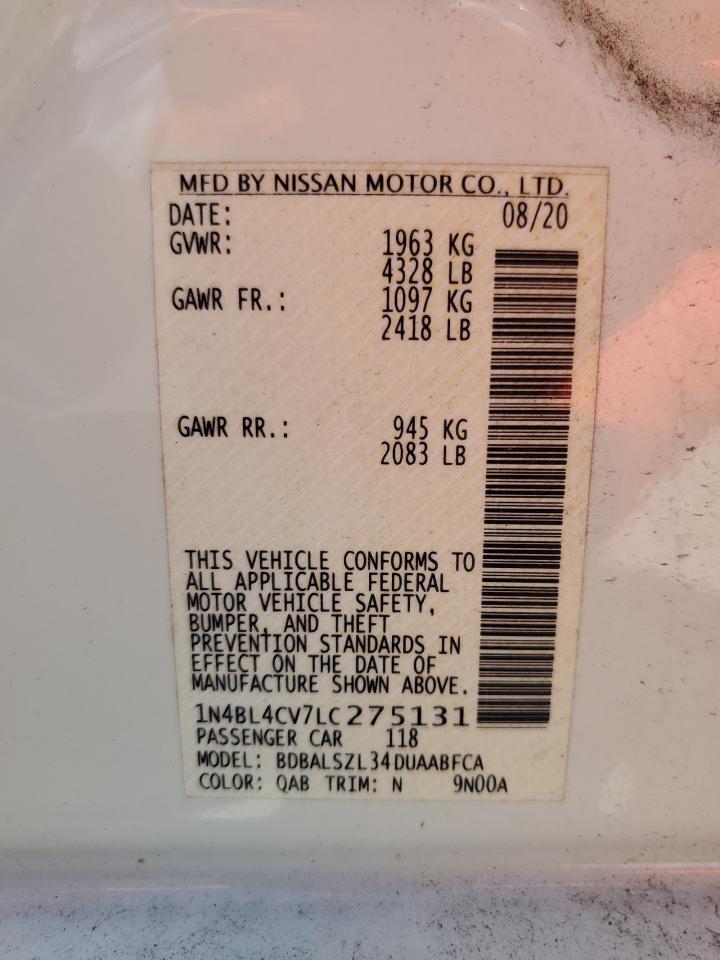 MFD BY NISSAN MOTOR CO., LTD.
DATE: 08/20
GVWR: 1963 KG
4328 LB
GAWR FR.: 1097 KG
2418 LB
GAWR RR.: 945 KG
2083 LB
THIS VEHICLE CONFORMS TO
ALL APPLICABLE FEDERAL
MOTOR VEHICLE SAFETY,
BUMPER, AND THEFT
PREVENTION STANDARDS IN
EFFECT ON THE DATE OF
MANUFACTURE SHOWN ABOVE.
1N4BL4CV7LC275131
PASSENGER CAR 118
MODEL: BDBALSZL34DUAABFCA
COLOR: QAB TRIM: N 9N00A